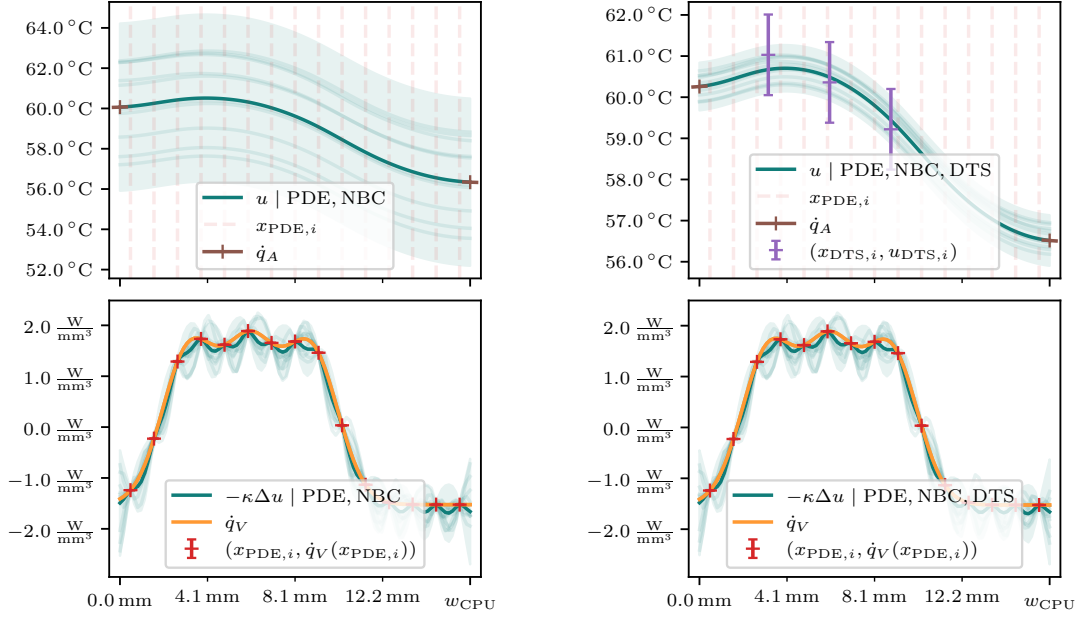 64.0 °C
62.0 °C
60.0 °C
58.0 °C
56.0 °C
54.0 °C
52.0 °C
u | PDE, NBC
x_PDE,i
q̇_A
62.0 °C
61.0 °C
60.0 °C
59.0 °C
58.0 °C
57.0 °C
56.0 °C
u | PDE, NBC, DTS
x_PDE,i
q̇_A
(x_DTS,i, u_DTS,i)
2.0 W/mm³
1.0 W/mm³
0.0 W/mm³
−1.0 W/mm³
−2.0 W/mm³
−κΔu | PDE, NBC
q̇_V
(x_PDE,i, q̇_V(x_PDE,i))
0.0 mm
4.1 mm
8.1 mm
12.2 mm
w_CPU
2.0 W/mm³
1.0 W/mm³
0.0 W/mm³
−1.0 W/mm³
−2.0 W/mm³
−κΔu | PDE, NBC, DTS
q̇_V
(x_PDE,i, q̇_V(x_PDE,i))
0.0 mm
4.1 mm
8.1 mm
12.2 mm
w_CPU